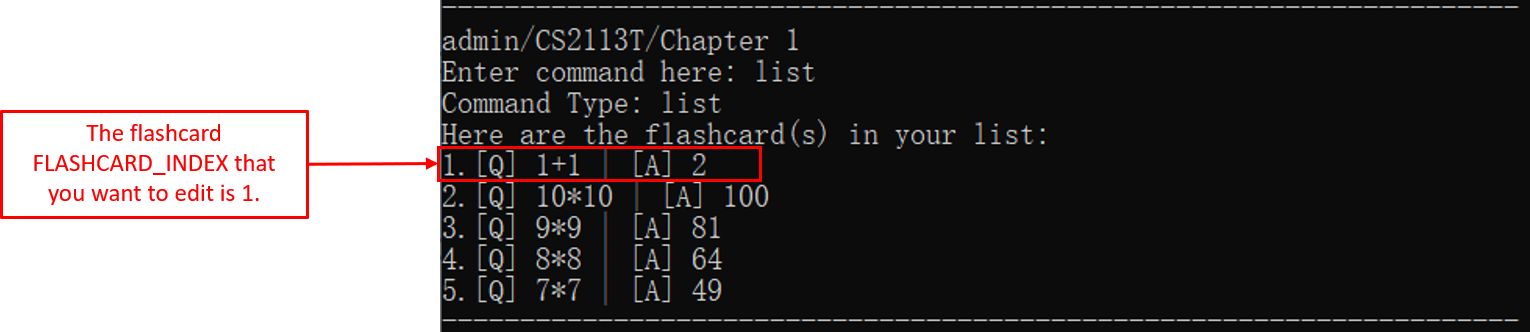 The flashcard
FLASHCARD_INDEX that
you want to edit is 1.
--------------------------------------------------------------------------
admin/CS2113T/Chapter 1
Enter command here: list
Command Type: list
Here are the flashcard(s) in your list:
1.[Q] 1+1 | [A] 2
2.[Q] 10*10 | [A] 100
3.[Q] 9*9 | [A] 81
4.[Q] 8*8 | [A] 64
5.[Q] 7*7 | [A] 49
--------------------------------------------------------------------------